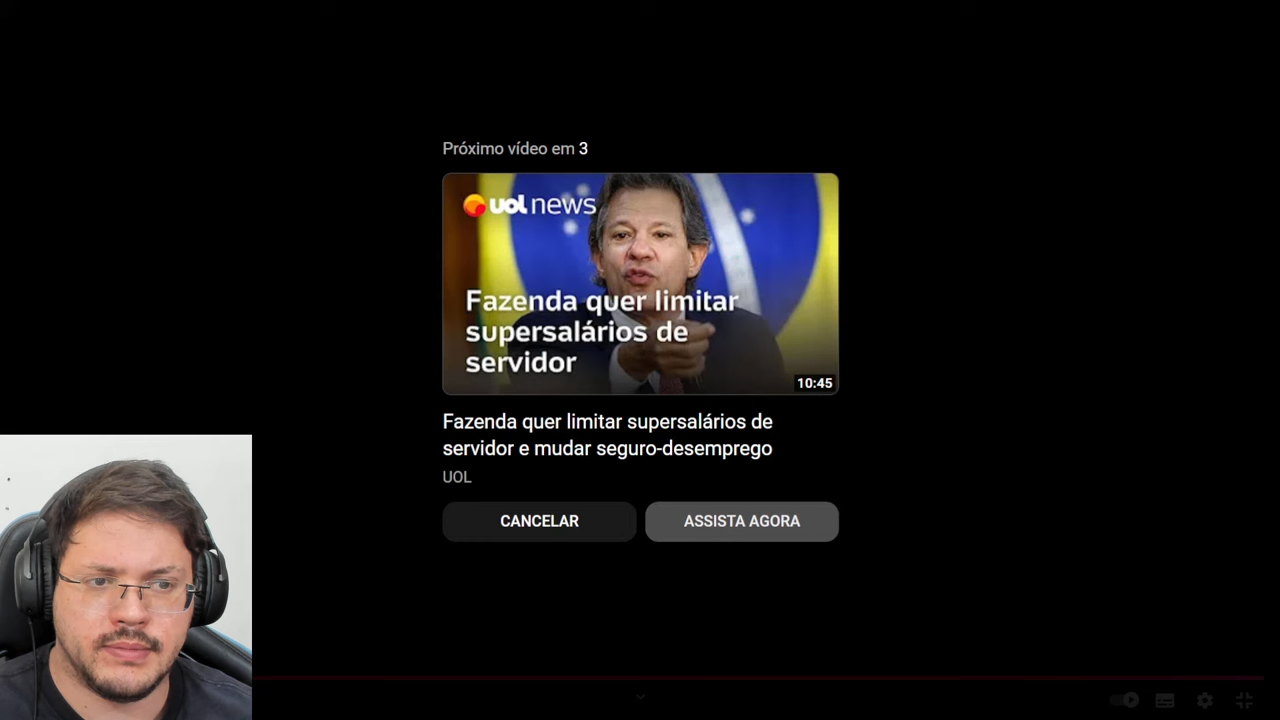 Próximo vídeo em 3
uol news
Fazenda quer limitar
supersalários de
servidor
10:45
Fazenda quer limitar supersalários de
servidor e mudar seguro-desemprego
UOL
CANCELAR
ASSISTA AGORA